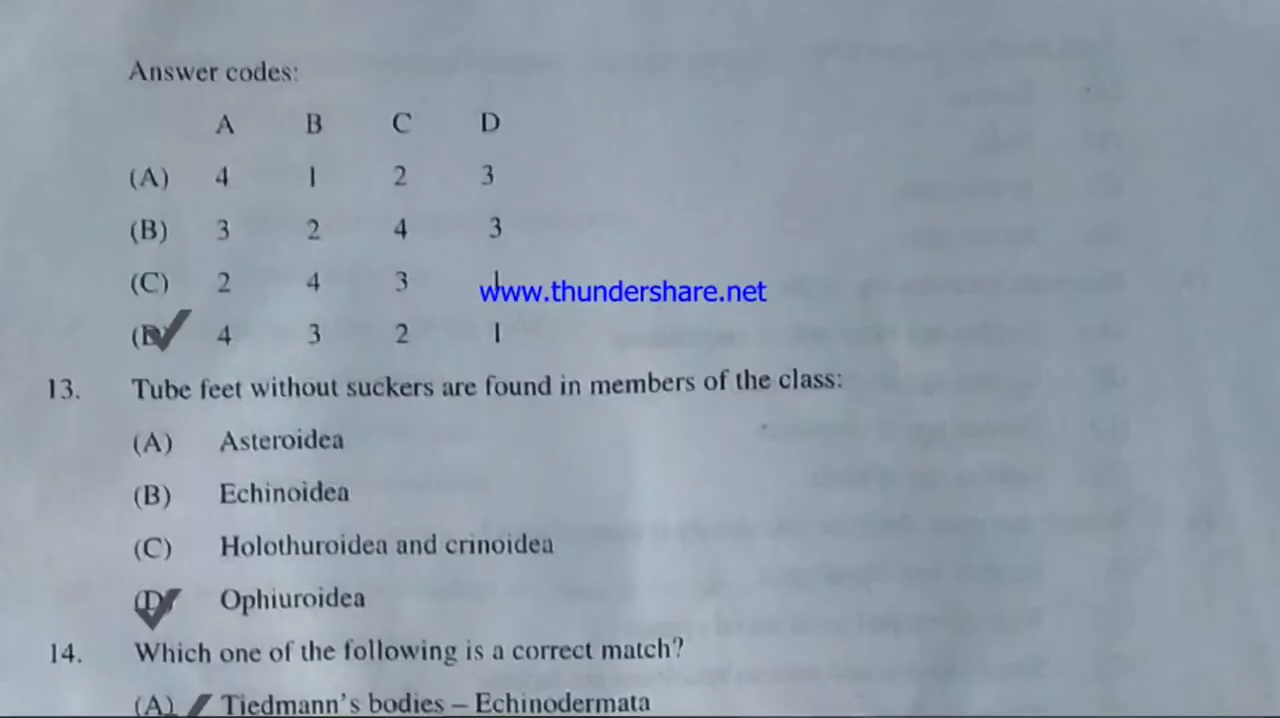 Answer codes:
A B C D
(A) 4 1 2 3
(B) 3 2 4 3
(C) 2 4 3 1
www.thundershare.net
(D) 4 3 2 1
13. Tube feet without suckers are found in members of the class:
(A) Asteroidea
(B) Echinoidea
(C) Holothuroidea and crinoidea
(D) Ophiuroidea
14. Which one of the following is a correct match?
(A) Tiedmann's bodies – Echinodermata